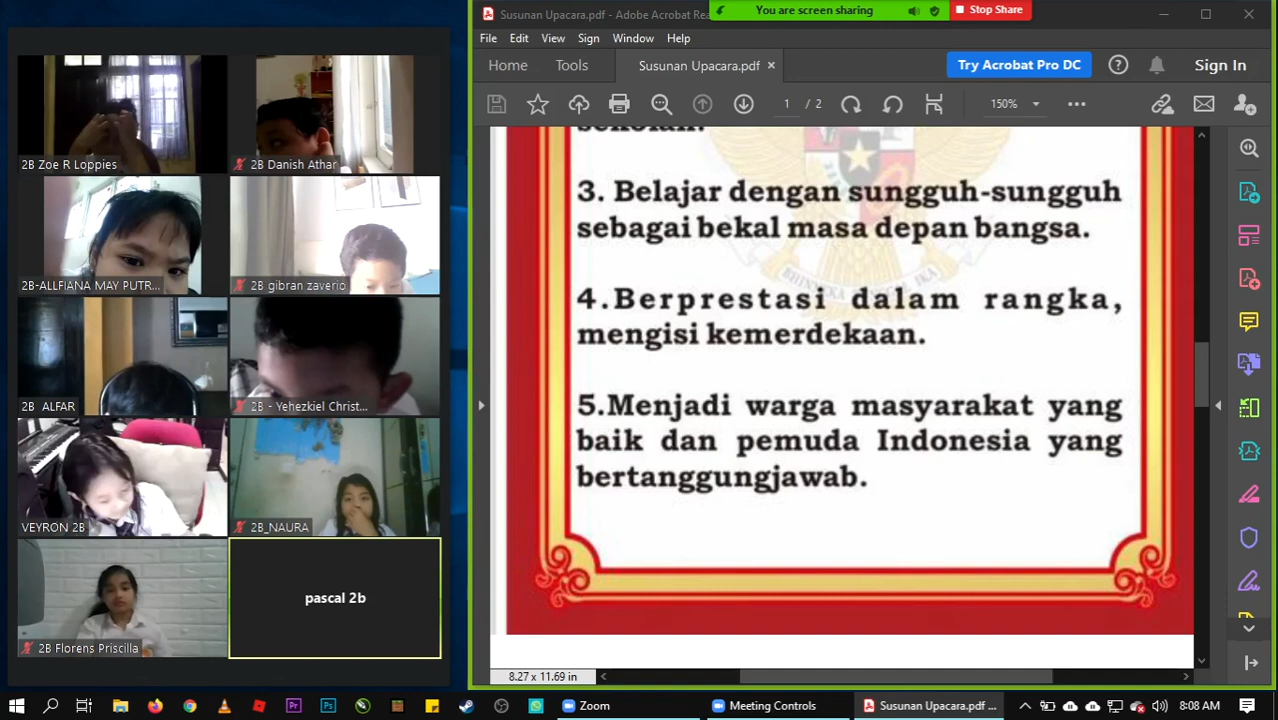 Susunan Upacara.pdf - Adobe Acrobat Rea
You are screen sharing
Stop Share
File Edit View Sign Window Help
Home Tools Susunan Upacara.pdf × Try Acrobat Pro DC Sign In
1 / 2 150%
3. Belajar dengan sungguh-sungguh
sebagai bekal masa depan bangsa.
4.Berprestasi dalam rangka,
mengisi kemerdekaan.
5.Menjadi warga masyarakat yang
baik dan pemuda Indonesia yang
bertanggungjawab.
8.27 x 11.69 in
2B Zoe R Loppies
2B Danish Athar
2B-ALLFIANA MAY PUTR...
2B gibran zaverio
2B ALFAR
2B - Yehezkiel Christ...
VEYRON 2B
2B_NAURA
2B Florens Priscilla
pascal 2b
Zoom
Meeting Controls
Susunan Upacara.pdf ...
8:08 AM